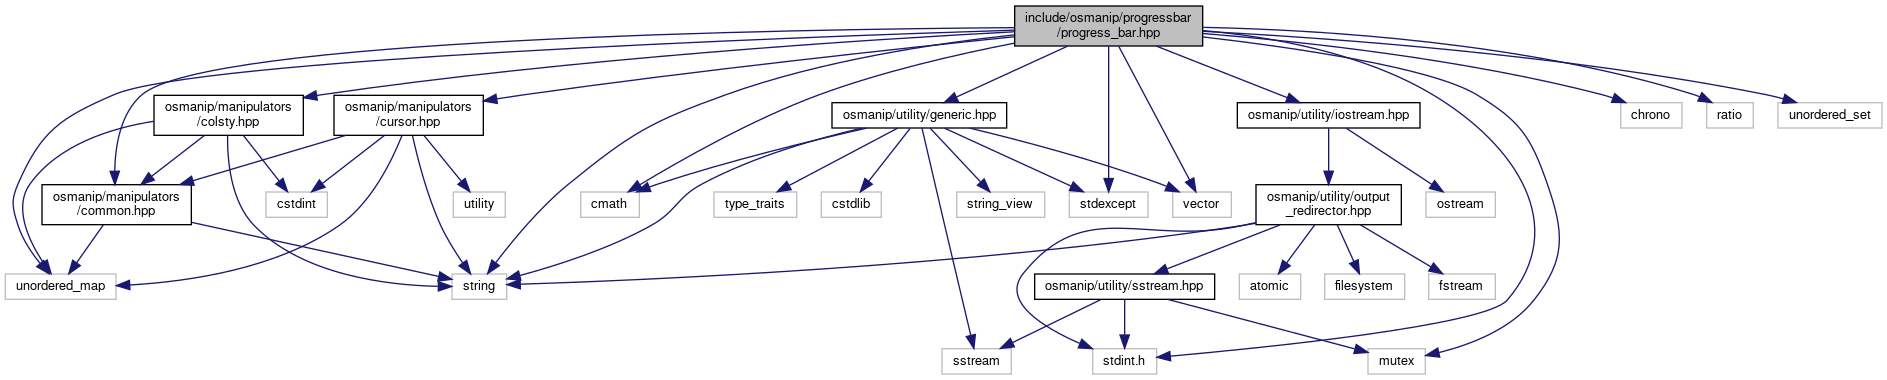 include/osmanip/progressbar
/progress_bar.hpp
osmanip/manipulators
/colsty.hpp
osmanip/manipulators
/cursor.hpp
osmanip/utility/generic.hpp
osmanip/utility/iostream.hpp
chrono
ratio
unordered_set
osmanip/manipulators
/common.hpp
cstdint
utility
cmath
type_traits
cstdlib
string_view
stdexcept
vector
osmanip/utility/output
_redirector.hpp
ostream
unordered_map
string
osmanip/utility/sstream.hpp
atomic
filesystem
fstream
sstream
stdint.h
mutex